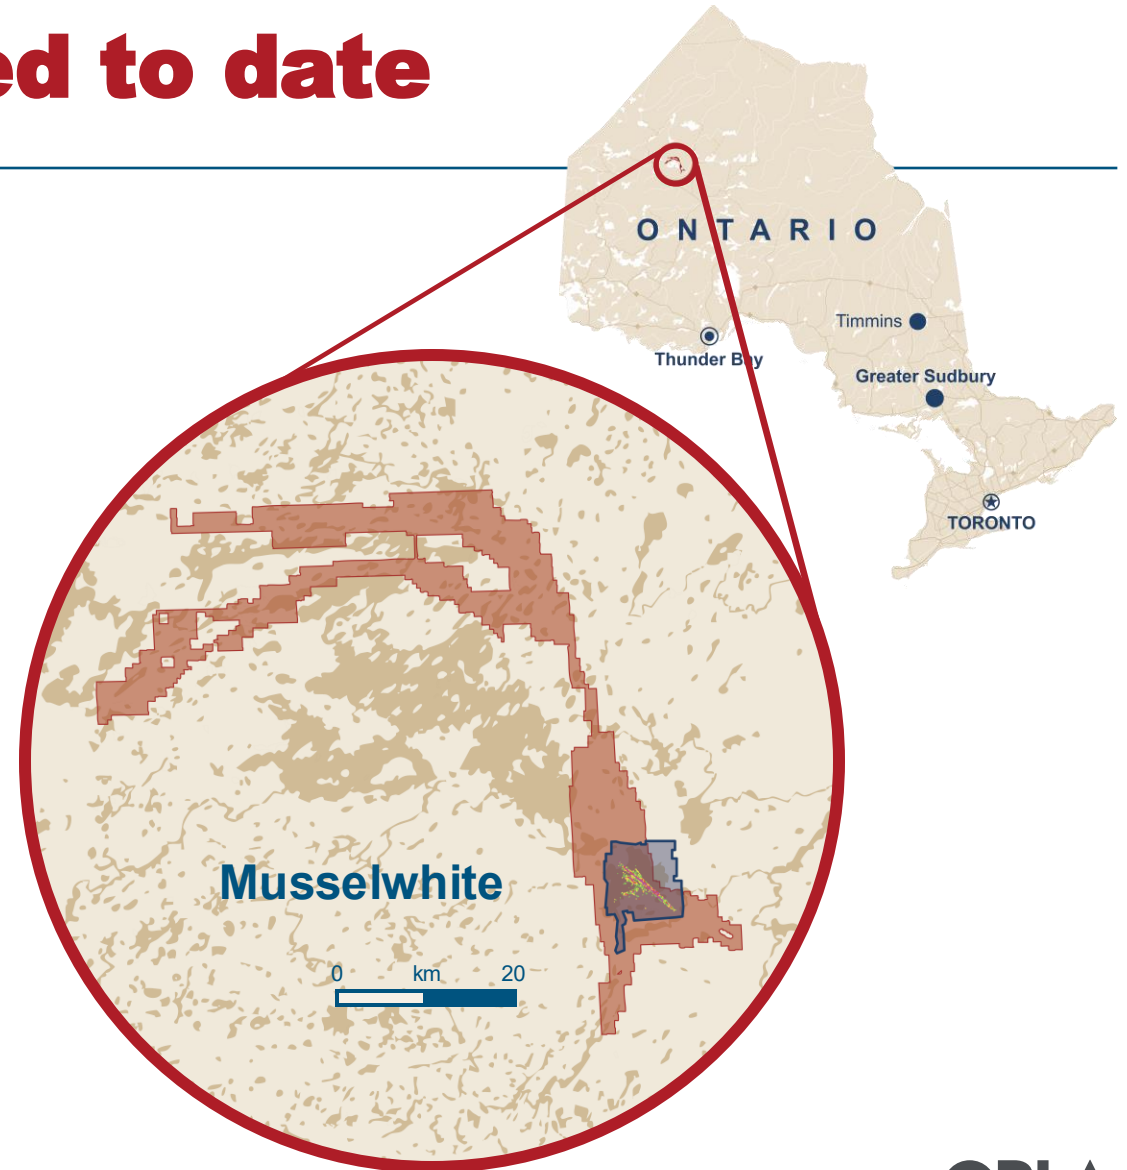 ed to date
ONTARIO
Timmins
Thunder Bay
Greater Sudbury
TORONTO
Musselwhite
0 km 20